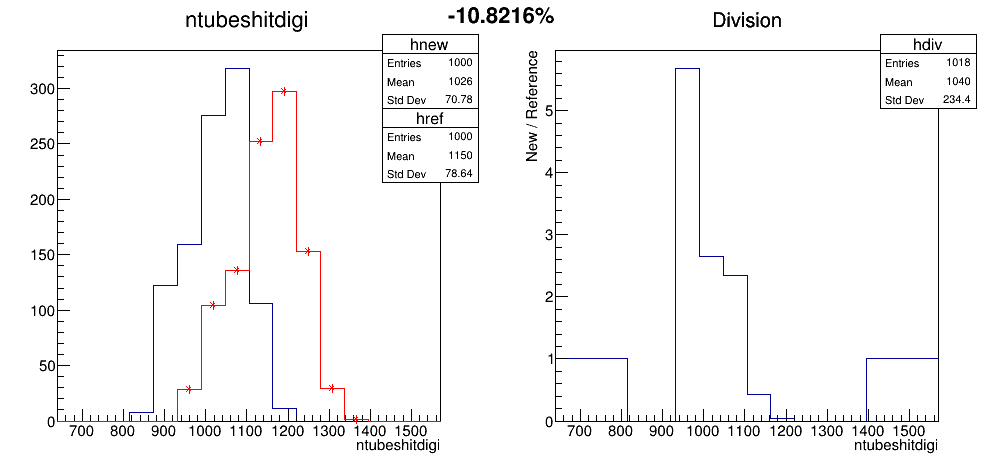 -10.8216%
ntubeshitdigi
hnew
Entries 1000
Mean 1026
Std Dev 70.78
href
Entries 1000
Mean 1150
Std Dev 78.64
300
250
200
150
100
50
0
700 800 900 1000 1100 1200 1300 1400 1500
ntubeshitdigi
Division
hdiv
Entries 1018
Mean 1040
Std Dev 234.4
New / Reference
5
4
3
2
1
0
700 800 900 1000 1100 1200 1300 1400 1500
ntubeshitdigi